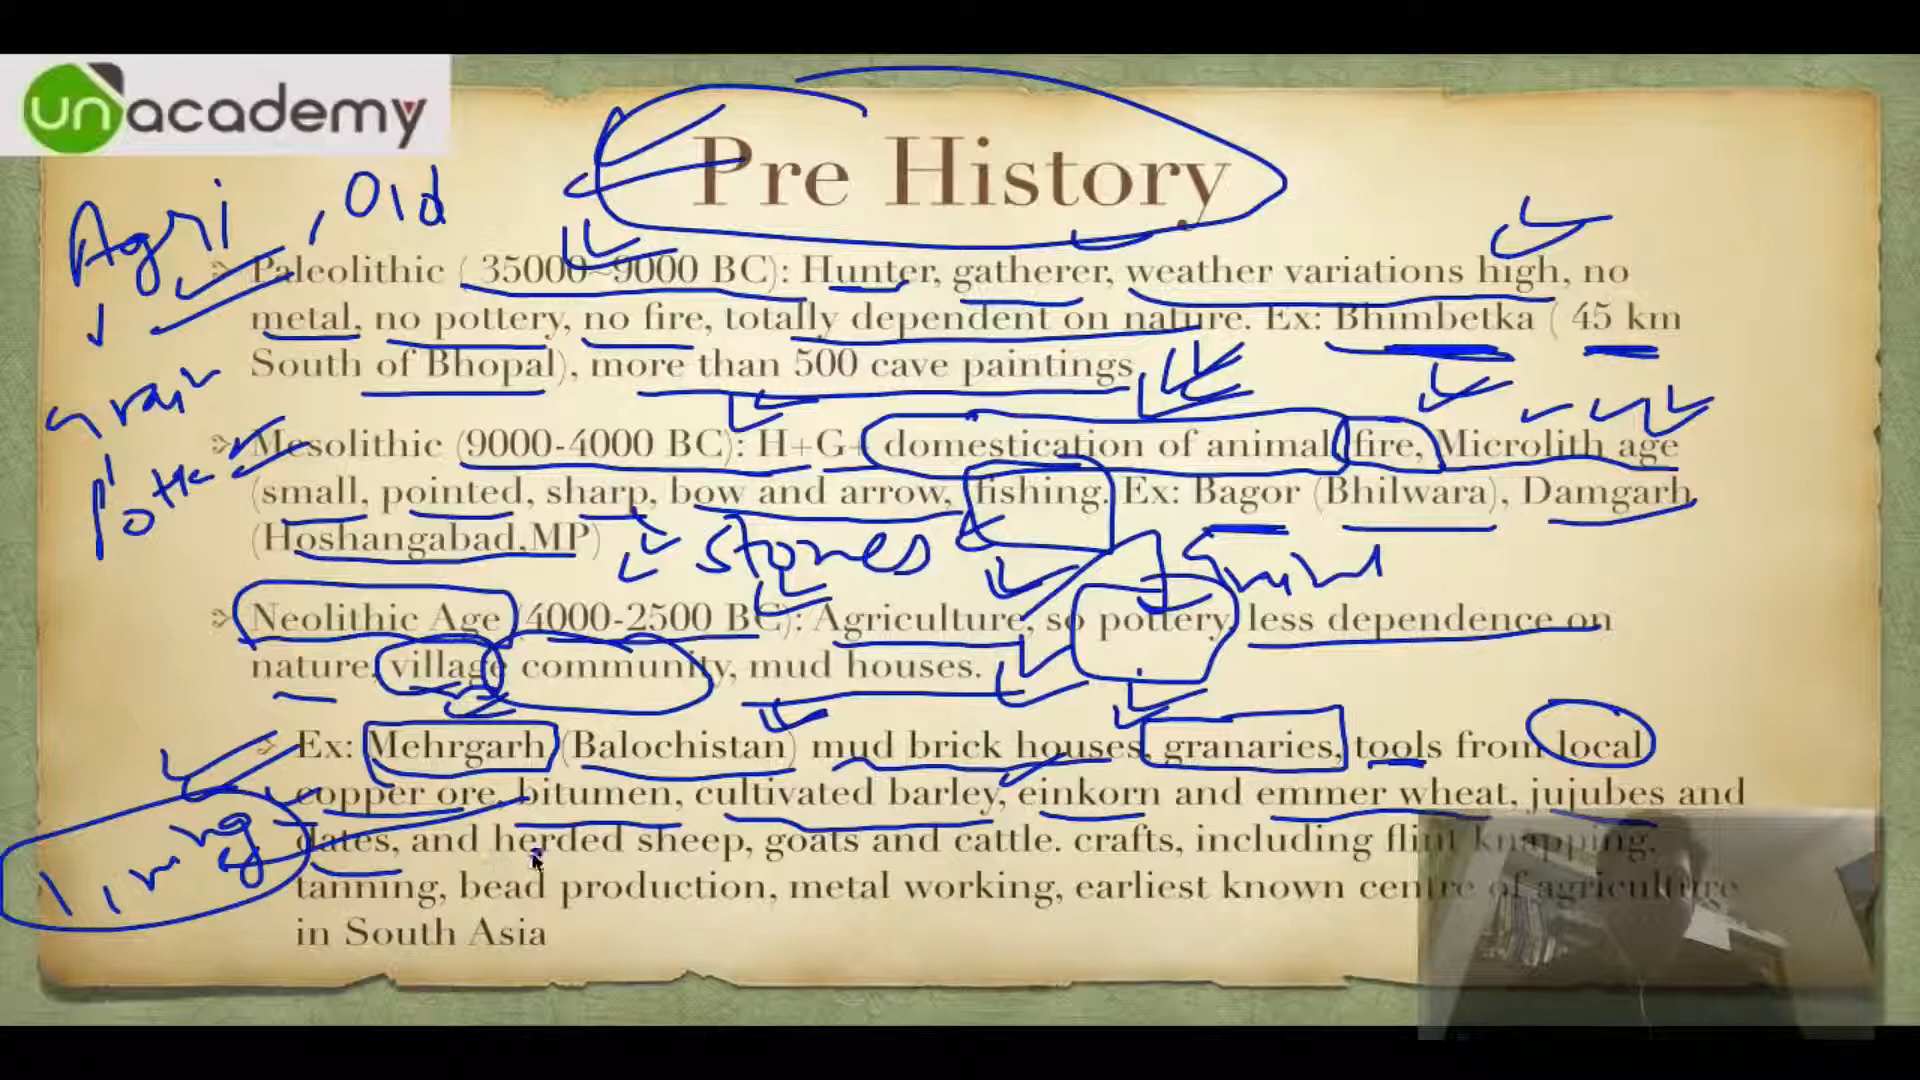 unacademy
Pre History
Agri , Old
Paleolithic ( 35000~9000 BC): Hunter, gatherer, weather variations high, no
metal, no pottery, no fire, totally dependent on nature. Ex: Bhimbetka ( 45 km
South of Bhopal), more than 500 cave paintings
Grain
Mesolithic (9000-4000 BC): H+G+ domestication of animal, fire, Microlith age
(small, pointed, sharp, bow and arrow, fishing. Ex: Bagor (Bhilwara), Damgarh
Potte
(Hoshangabad,MP)
stones
Neolithic Age (4000-2500 BC): Agriculture, so pottery, less dependence on
nature, village community, mud houses.
Ex: Mehrgarh (Balochistan) mud brick houses, granaries, tools from local
copper ore, bitumen, cultivated barley, einkorn and emmer wheat, jujubes and
dates, and herded sheep, goats and cattle. crafts, including flint knapping,
tanning, bead production, metal working, earliest known centre of agriculture
in South Asia